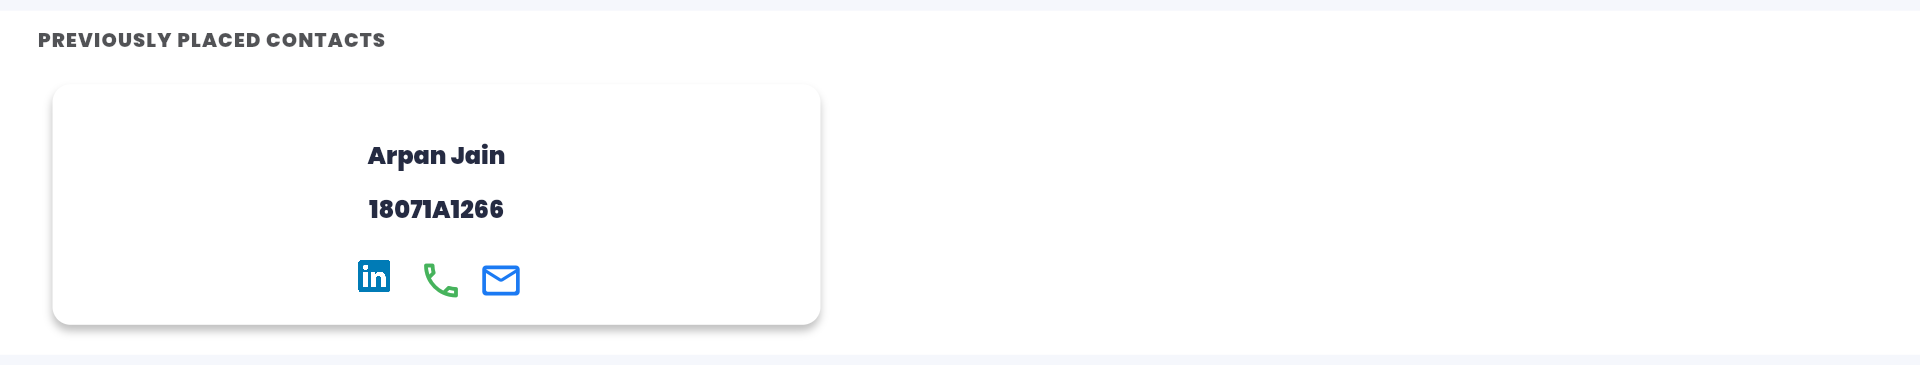 PREVIOUSLY PLACED CONTACTS
Arpan Jain
18071A1266
in